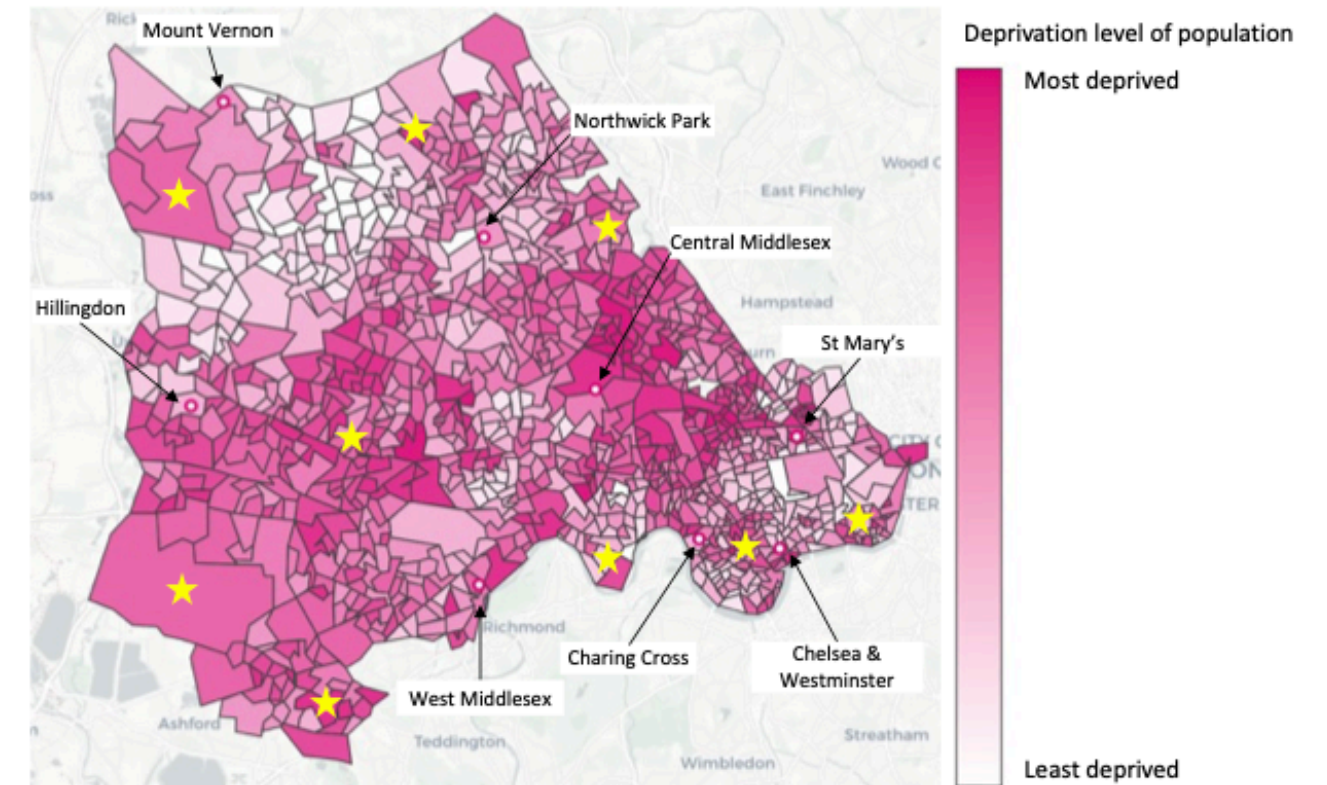 Mount Vernon
Deprivation level of population
Most deprived
Northwick Park
Wood
East Finchley
Central Middlesex
Hillingdon
Hampstead
St Mary's
Richmond
Charing Cross
Chelsea &
Westminster
West Middlesex
Ashford
Teddington
Streatham
Wimbledon
Least deprived